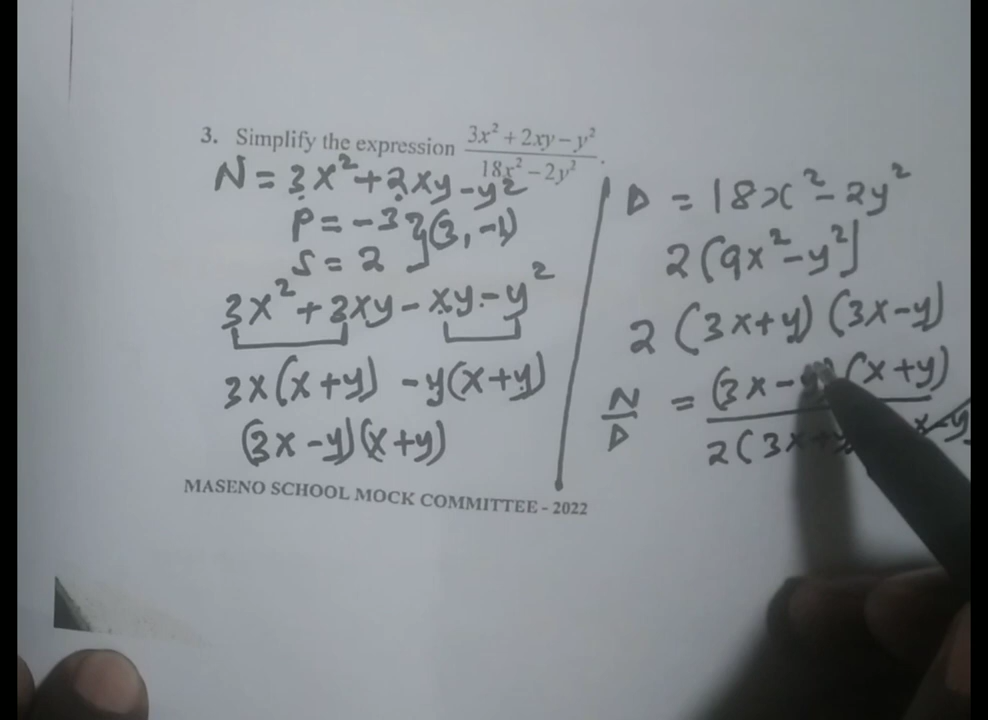 3. Simplify the expression (3x² + 2xy – y²)/(18x² – 2y²).
N = 3x² + 2xy - y²
P = -3 } (3, -1)
S = 2
3x² + 3xy - xy - y²
3x(x+y) -y(x+y)
(3x-y)(x+y)
MASENO SCHOOL MOCK COMMITTEE - 2022
D = 18x² - 2y²
2(9x² - y²]
2 (3x+y) (3x-y)
N/D = (3x- (x+y)/2(3x+ x-y